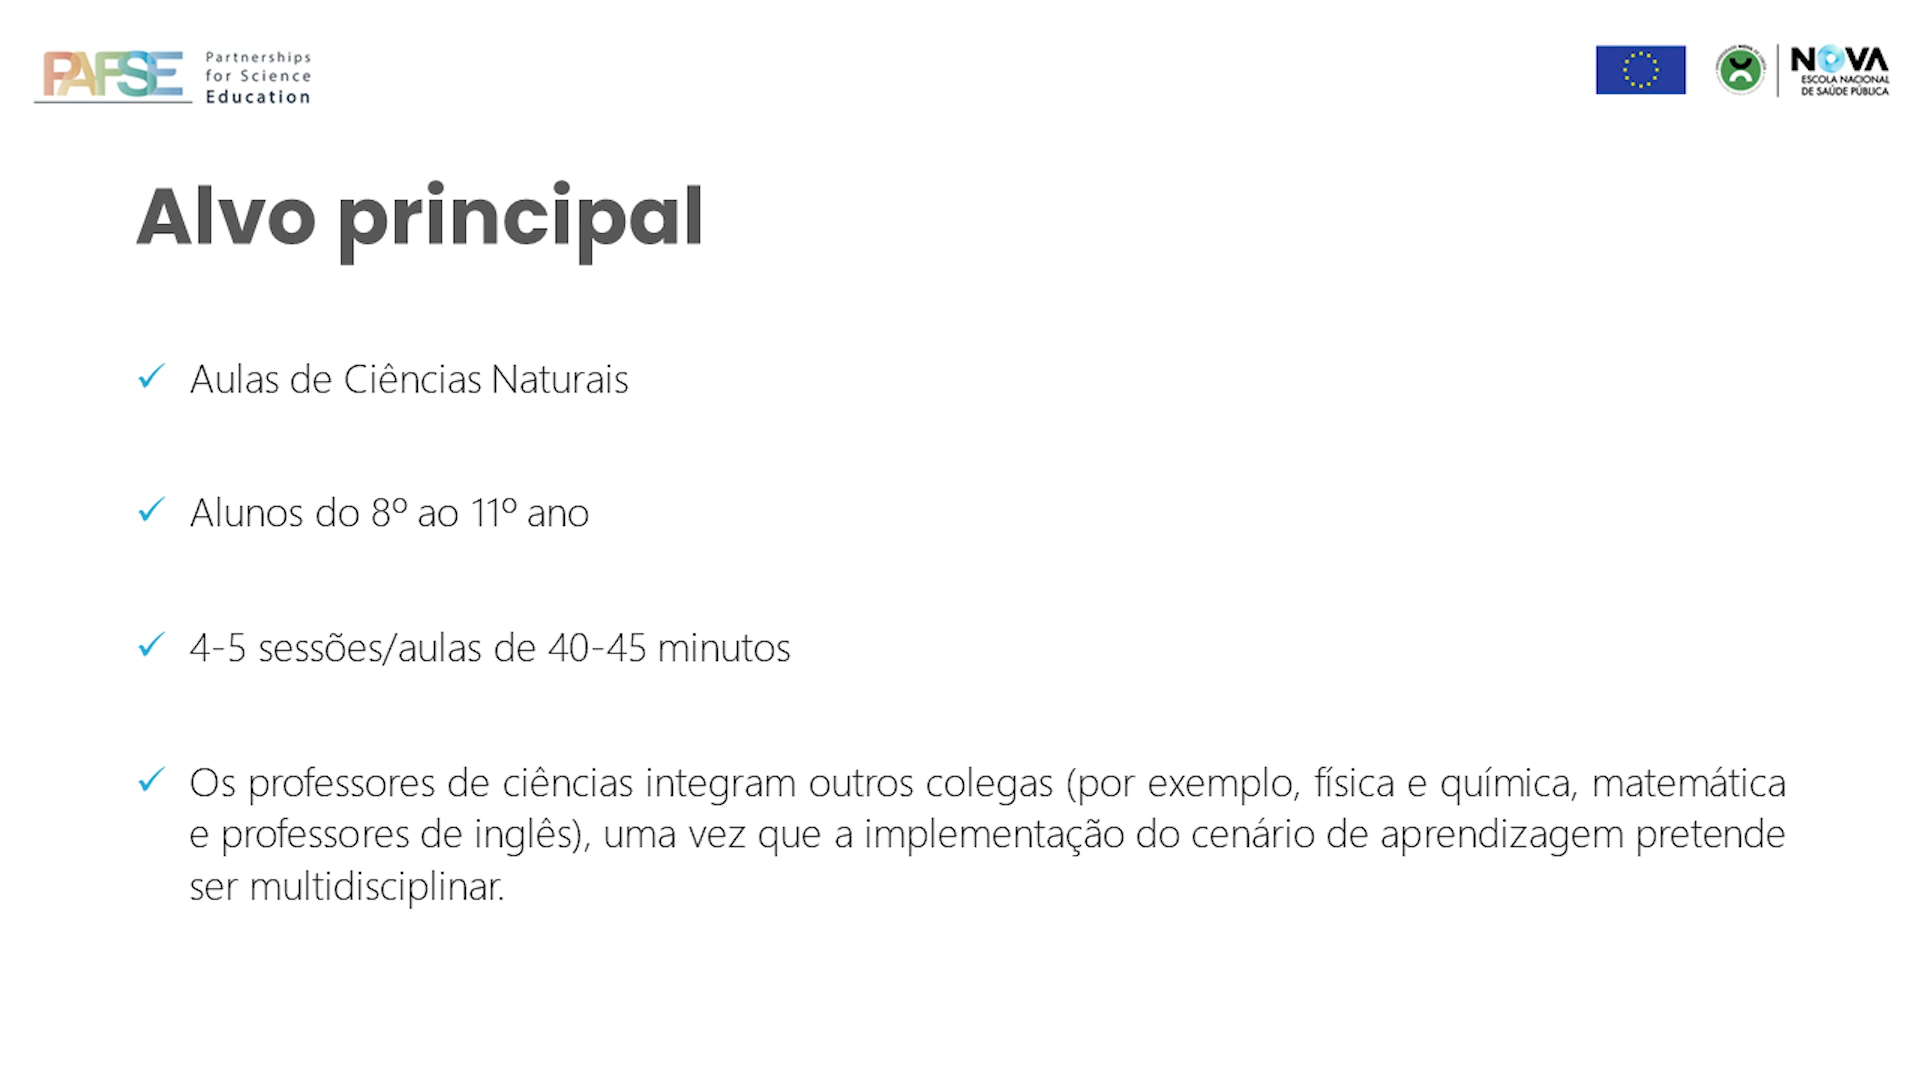 PAFSE
Partnerships
for Science
Education
NOVA
ESCOLA NACIONAL
DE SAÚDE PÚBLICA
Alvo principal
Aulas de Ciências Naturais
Alunos do 8º ao 11º ano
4-5 sessões/aulas de 40-45 minutos
Os professores de ciências integram outros colegas (por exemplo, física e química, matemática
e professores de inglês), uma vez que a implementação do cenário de aprendizagem pretende
ser multidisciplinar.